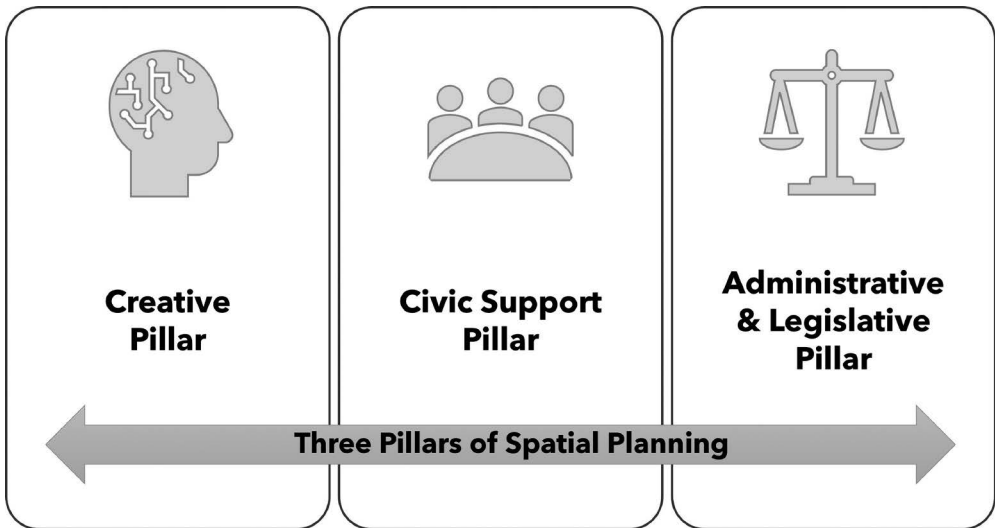 Creative
Pillar
Civic Support
Pillar
Administrative
& Legislative
Pillar
Three Pillars of Spatial Planning